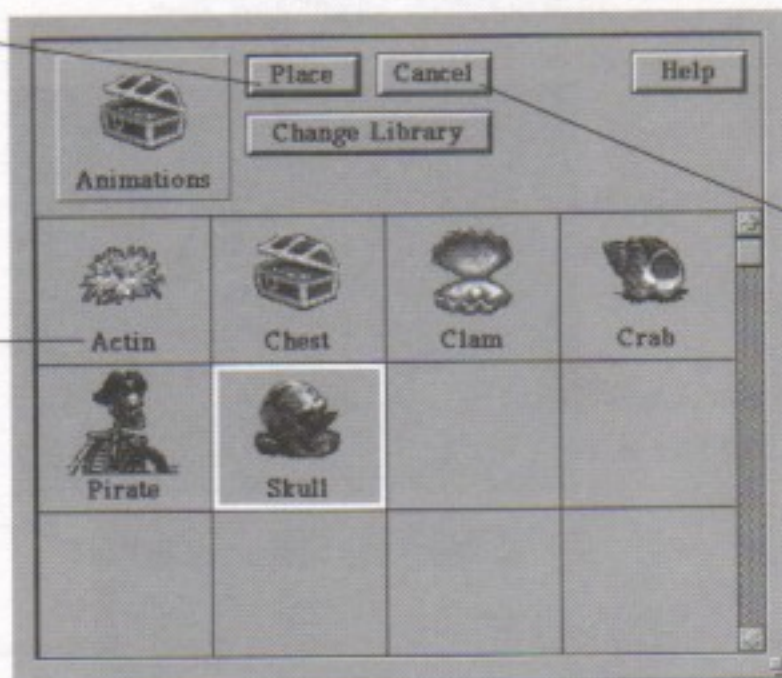 Place Cancel Help
Change Library
Animations
Actin Chest Clam Crab
Pirate Skull